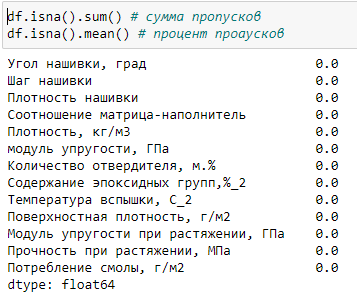 df.isna().sum() # сумма пропусков
df.isna().mean() # процент проаусков
Угол нашивки, град 0.0
Шаг нашивки 0.0
Плотность нашивки 0.0
Соотношение матрица-наполнитель 0.0
Плотность, кг/м3 0.0
модуль упругости, ГПа 0.0
Количество отвердителя, м.% 0.0
Содержание эпоксидных групп,%_2 0.0
Температура вспышки, С_2 0.0
Поверхностная плотность, г/м2 0.0
Модуль упругости при растяжении, ГПа 0.0
Прочность при растяжении, МПа 0.0
Потребление смолы, г/м2 0.0
dtype: float64